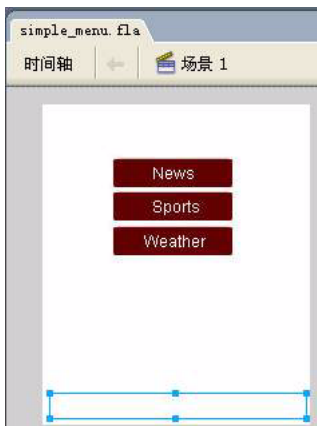 simple_menu.fla
时间轴 场景 1
News
Sports
Weather